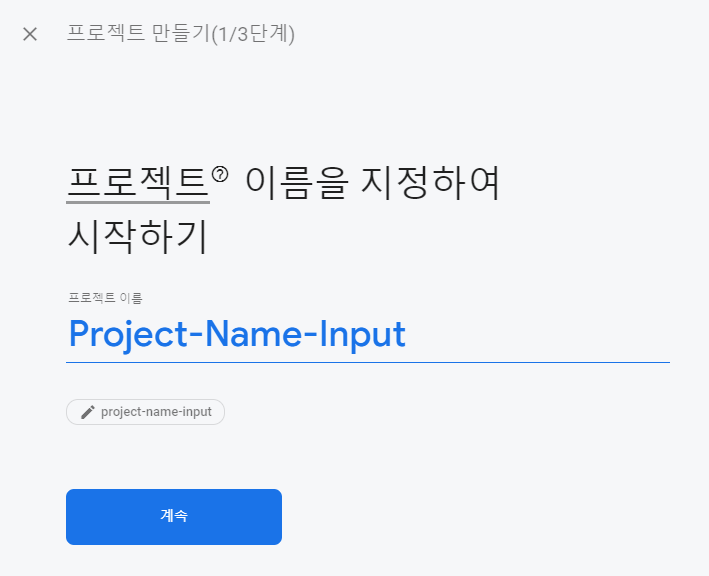 프로젝트 만들기(1/3단계)
프로젝트 이름을 지정하여
시작하기
프로젝트 이름
Project-Name-Input
project-name-input
계속